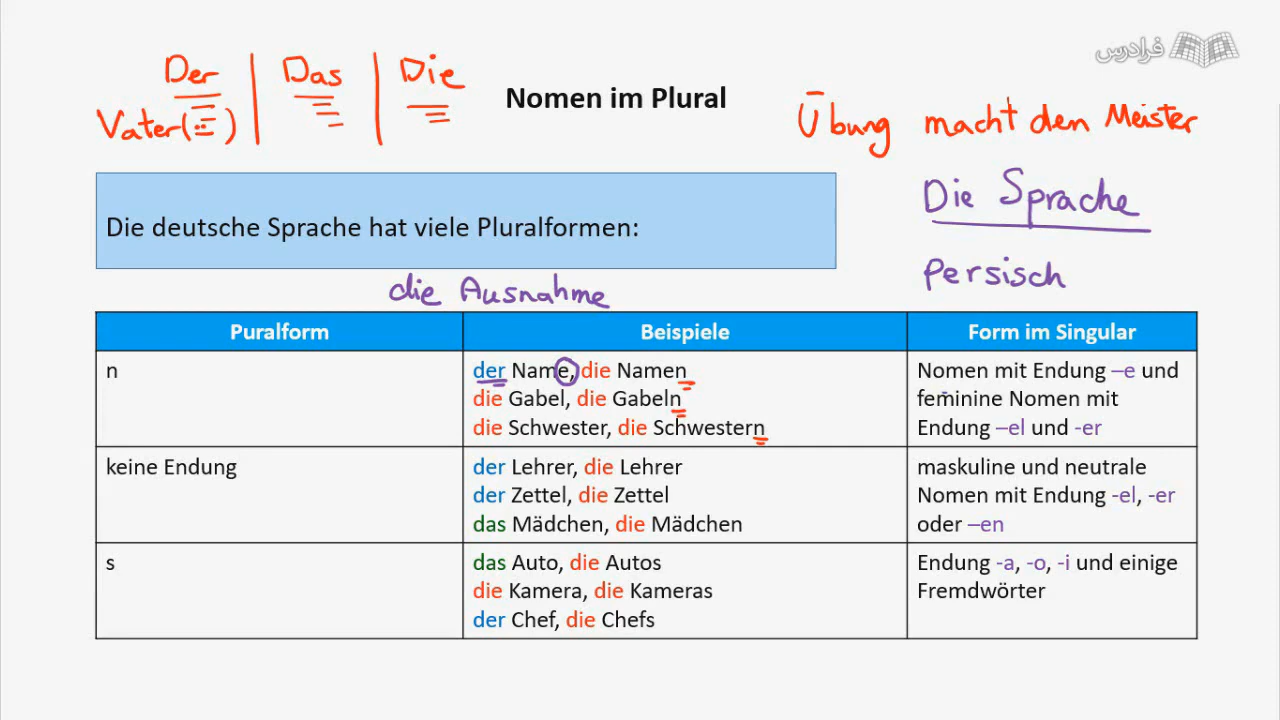 فرادرس
Der | Das | Die
Vater(  )
Nomen im Plural
Übung macht den Meister
Die Sprache
Persisch
Die deutsche Sprache hat viele Pluralformen:
die Ausnahme
Puralform
Beispiele
Form im Singular
n
der Name, die Namen
die Gabel, die Gabeln
die Schwester, die Schwestern
Nomen mit Endung –e und
feminine Nomen mit
Endung –el und -er
keine Endung
der Lehrer, die Lehrer
der Zettel, die Zettel
das Mädchen, die Mädchen
maskuline und neutrale
Nomen mit Endung -el, -er
oder –en
s
das Auto, die Autos
die Kamera, die Kameras
der Chef, die Chefs
Endung -a, -o, -i und einige
Fremdwörter